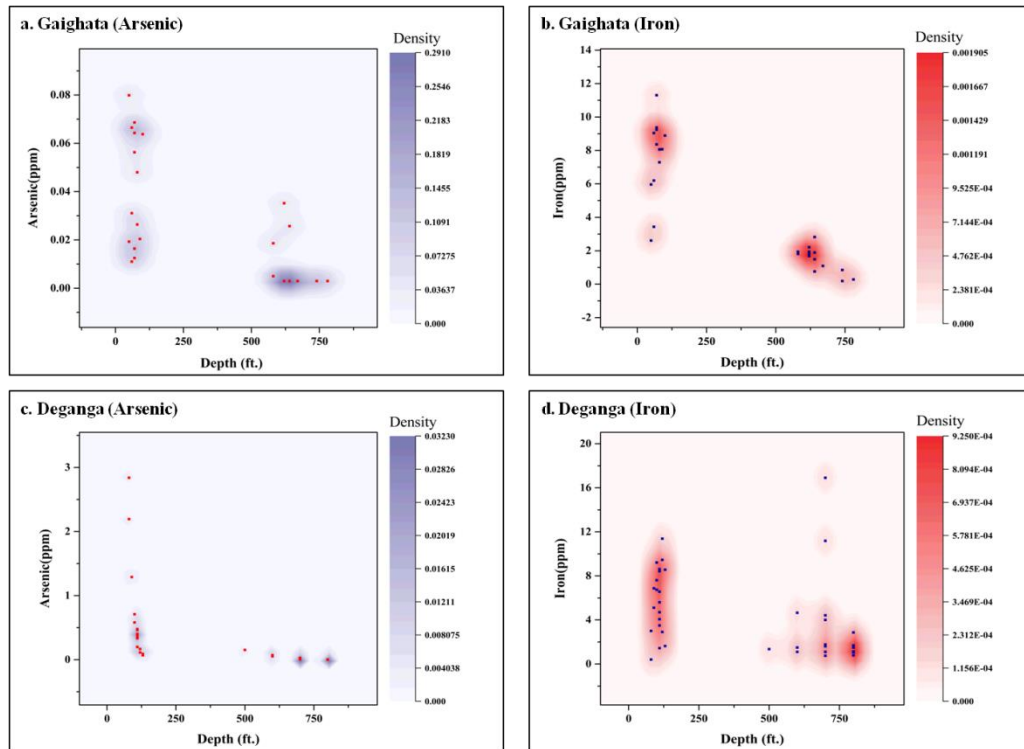 a. Gaighata (Arsenic)
Density
0.2910
0.2546
0.2183
0.1819
0.1455
0.1091
0.07275
0.03637
0.000
0.08
0.06
0.04
0.02
0.00
Arsenic(ppm)
0
250
500
750
Depth (ft.)
b. Gaighata (Iron)
Density
0.001905
0.001667
0.001429
0.001191
9.525E-04
7.144E-04
4.762E-04
2.381E-04
0.000
14
12
10
8
6
4
2
0
-2
Iron(ppm)
0
250
500
750
Depth (ft.)
c. Deganga (Arsenic)
Density
0.03230
0.02826
0.02423
0.02019
0.01615
0.01211
0.008075
0.004038
0.000
3
2
1
0
Arsenic(ppm)
0
250
500
750
Depth (ft.)
d. Deganga (Iron)
Density
9.250E-04
8.094E-04
6.937E-04
5.781E-04
4.625E-04
3.469E-04
2.312E-04
1.156E-04
0.000
20
16
12
8
4
0
Iron(ppm)
0
250
500
750
Depth (ft.)